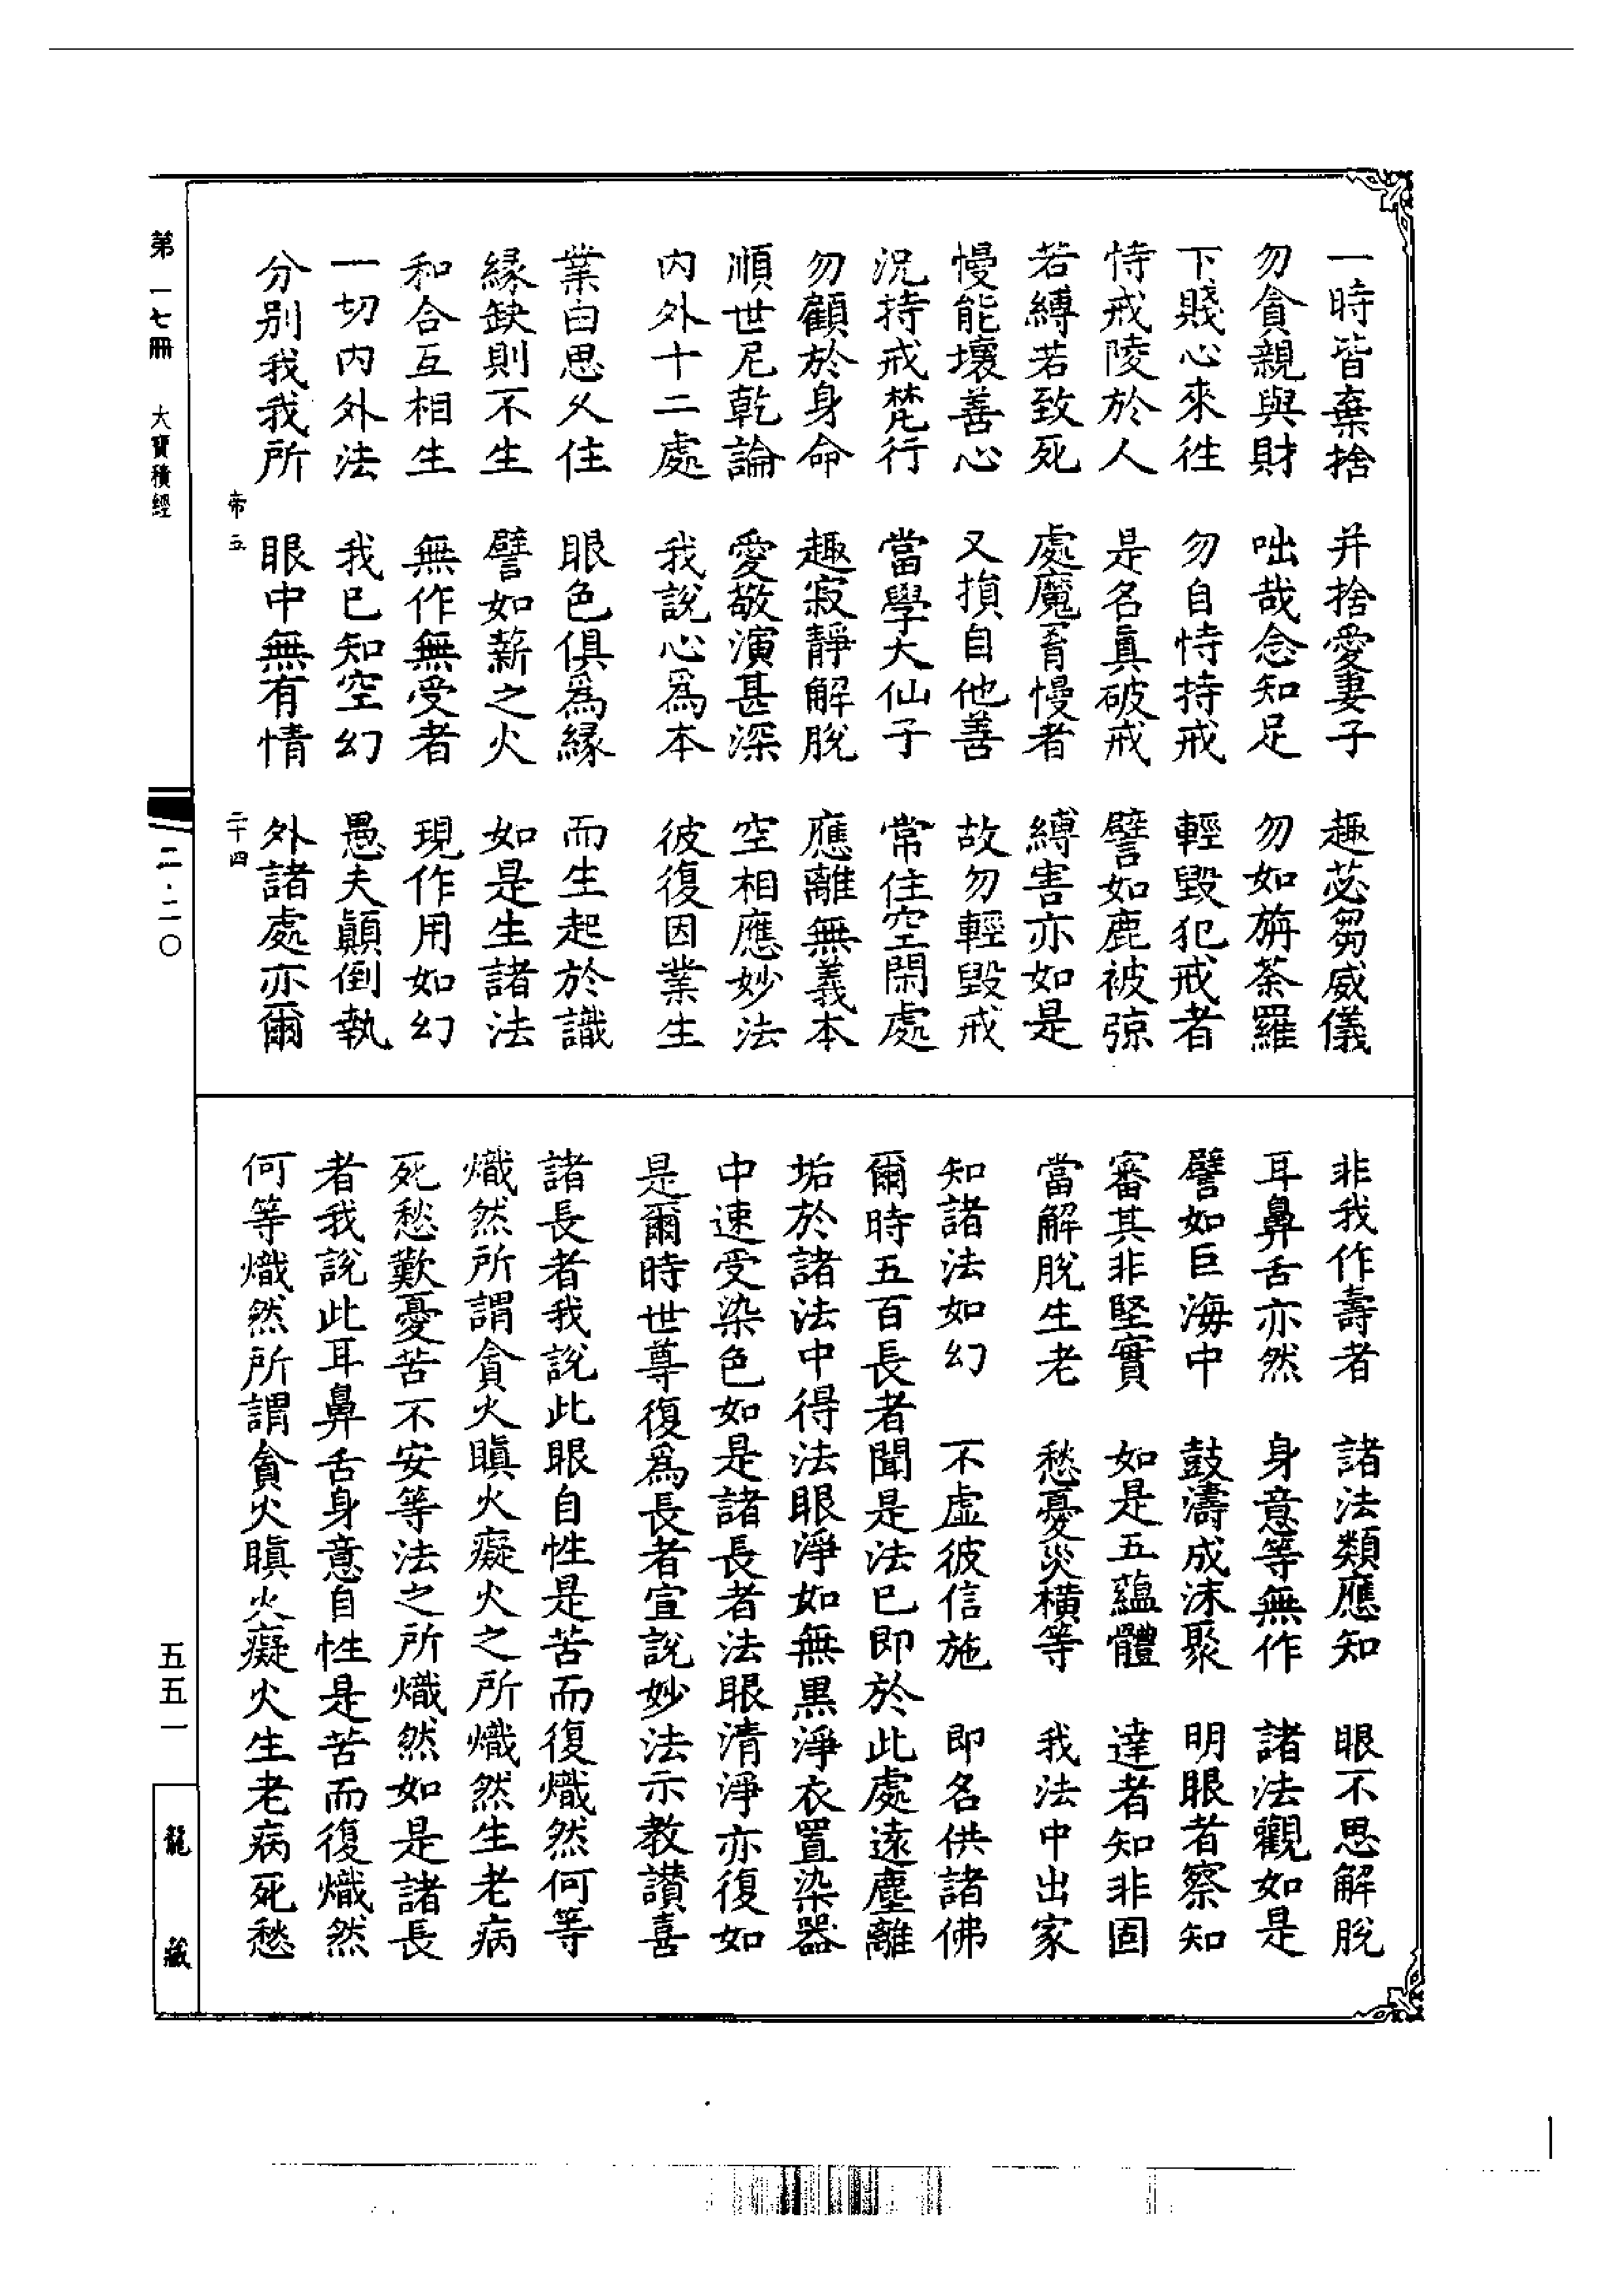 一時皆棄捨　并捨愛妻子　趣苾芻威儀
勿貪親與財　咄哉念知足　勿如旃荼羅
下賤心來往　勿自恃持戒　輕毀犯戒者
恃戒陵於人　是名真破戒　譬如鹿被弶
若縛若致死　處魔罥慢者　縛害亦如是
慢能壞善心　又損自他善　故勿輕毀戒
況持戒梵行　當學大仙子　常住空閑處
勿顧於身命　趣寂靜解脫　應離無義本
順世尼乾論　愛敬演甚深　空相應妙法
內外十二處　我說心為本　彼復因業生
業由思久住　眼色俱為緣　而生起於識
緣缺則不生　譬如薪之火　如是生諸法
和合互相生　無作無受者　現作用如幻
一切內外法　我已知空幻　愚夫顛倒執
分別我我所　眼中無有情　外諸處亦爾
帝五　二十四
非我作壽者　諸法類應知　眼不思解脫
耳鼻舌亦然　身意等無作　諸法觀如是
譬如巨海中　鼓濤成沫聚　明眼者察知
審其非堅實　如是五蘊體　達者知非固
當解脫生老　愁憂災橫等　我法中出家
知諸法如幻　不虛彼信施　即名供諸佛
爾時五百長者聞是法已即於此處遠塵離
垢於諸法中得法眼淨如無黑淨衣置染器
中速受染色如是諸長者法眼清淨亦復如
是爾時世尊復為長者宣說妙法示教讚喜
諸長者我說此眼自性是苦而復熾然何等
熾然所謂貪火瞋火癡火之所熾然生老病
死愁歎憂苦不安等法之所熾然如是諸長
者我說此耳鼻舌身意自性是苦而復熾然
何等熾然所謂貪火瞋火癡火生老病死愁
第一七冊　大寶積經
二·二〇
五五一
龍藏